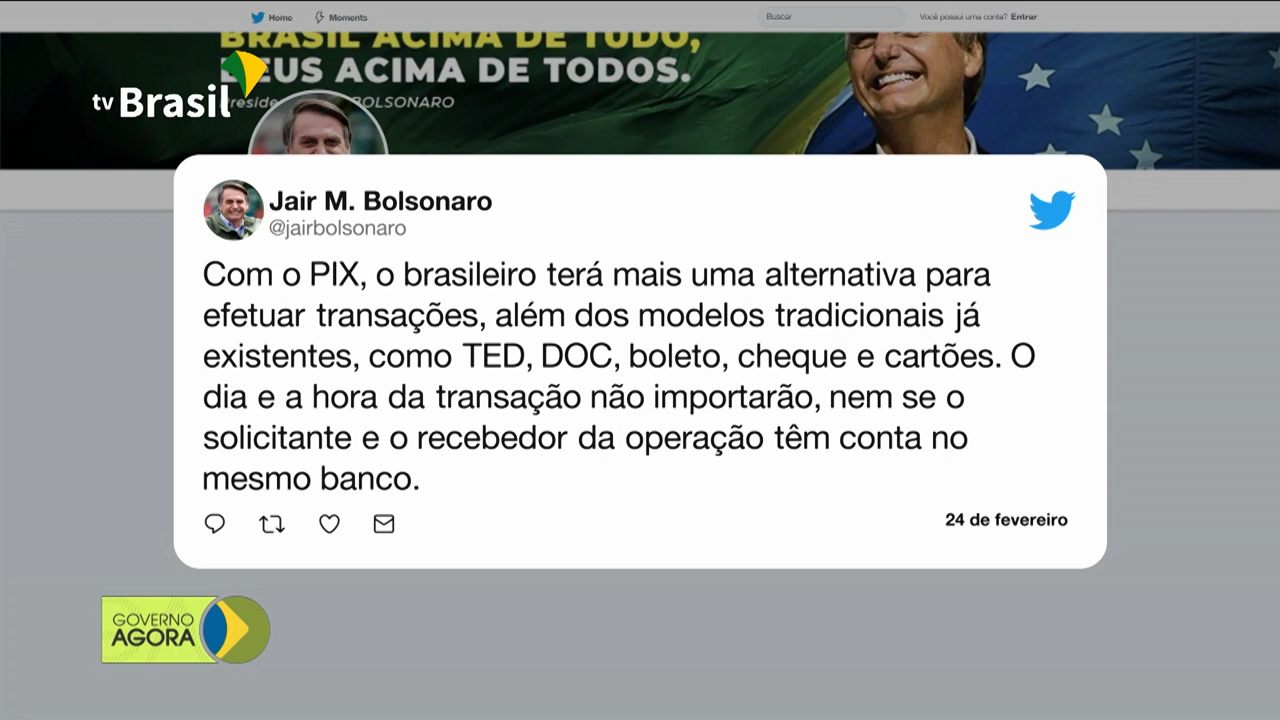 Home Moments Buscar Você possui uma conta? Entrar
BRASIL ACIMA DE TUDO,
DEUS ACIMA DE TODOS.
BOLSONARO
tv Brasil
Jair M. Bolsonaro
@jairbolsonaro
Com o PIX, o brasileiro terá mais uma alternativa para
efetuar transações, além dos modelos tradicionais já
existentes, como TED, DOC, boleto, cheque e cartões. O
dia e a hora da transação não importarão, nem se o
solicitante e o recebedor da operação têm conta no
mesmo banco.
24 de fevereiro
GOVERNO
AGORA